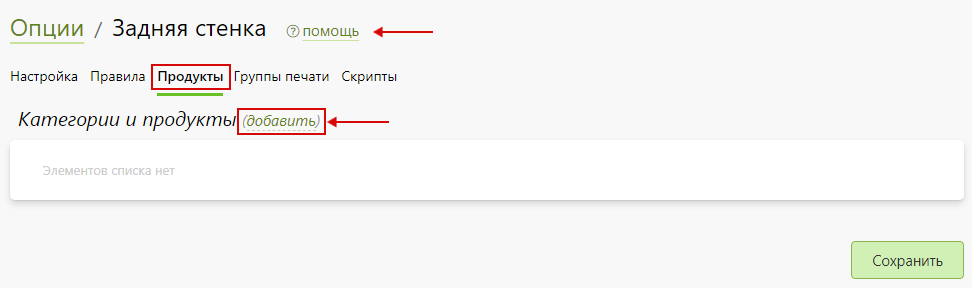 Опции / Задняя стенка ? помощь
Настройка Правила Продукты Группы печати Скрипты
Категории и продукты (добавить)
Элементов списка нет
Сохранить